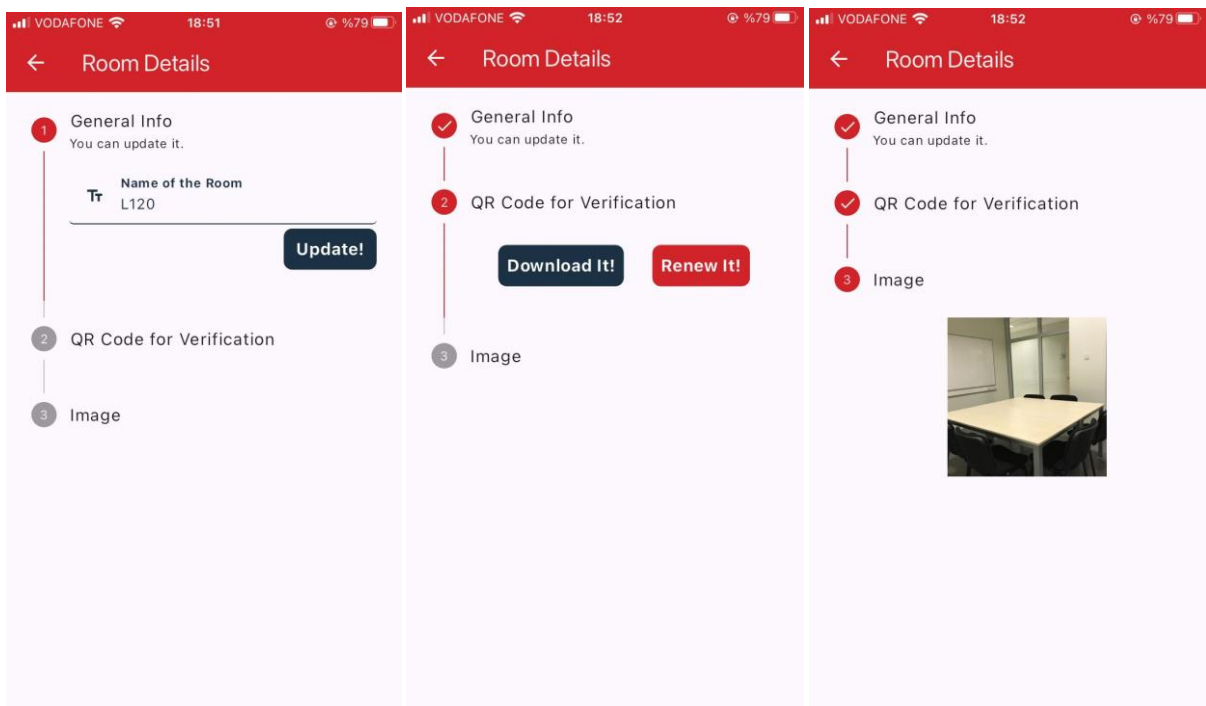 VODAFONE 18:51 %79
Room Details
1 General Info
You can update it.
Name of the Room
Tт L120
Update!
2 QR Code for Verification
3 Image
VODAFONE 18:52 %79
Room Details
General Info
You can update it.
2 QR Code for Verification
Download It! Renew It!
3 Image
VODAFONE 18:52 %79
Room Details
General Info
You can update it.
QR Code for Verification
3 Image